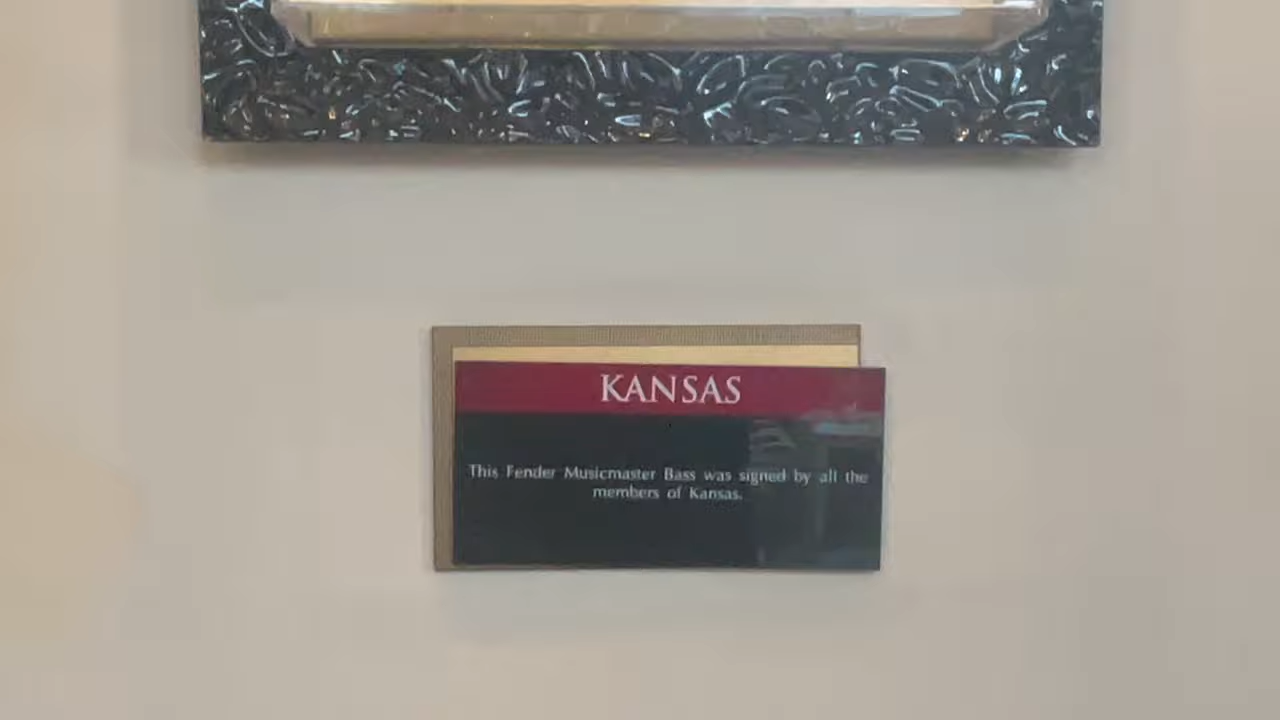 KANSAS
This Fender Musicmaster Bass was signed by all the
members of Kansas.